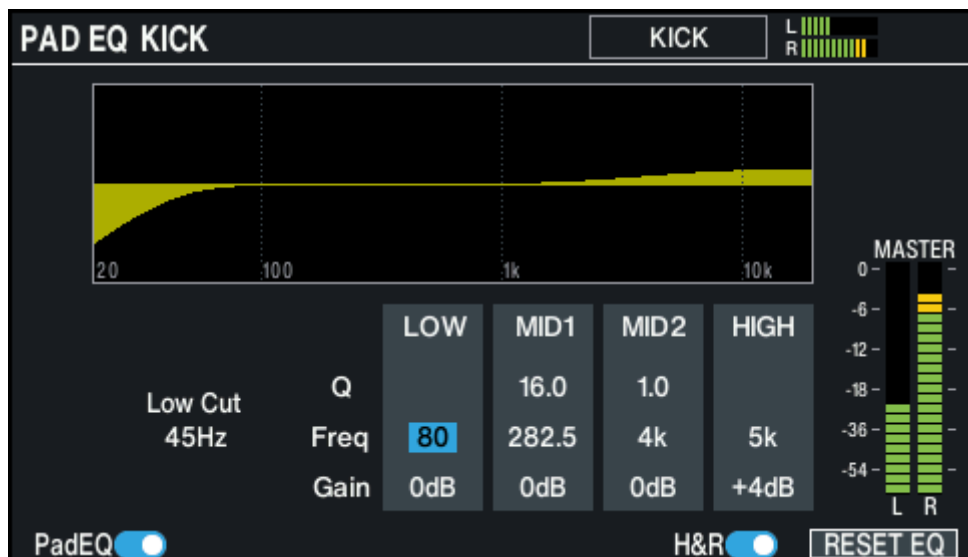 PAD EQ KICK
KICK
L
R
20 100 1k 10k
MASTER
0
-6
-12
-18
-36
-54
L R
LOW MID1 MID2 HIGH
Q 16.0 1.0
Low Cut
45Hz
Freq 80 282.5 4k 5k
Gain 0dB 0dB 0dB +4dB
PadEQ
H&R
RESET EQ